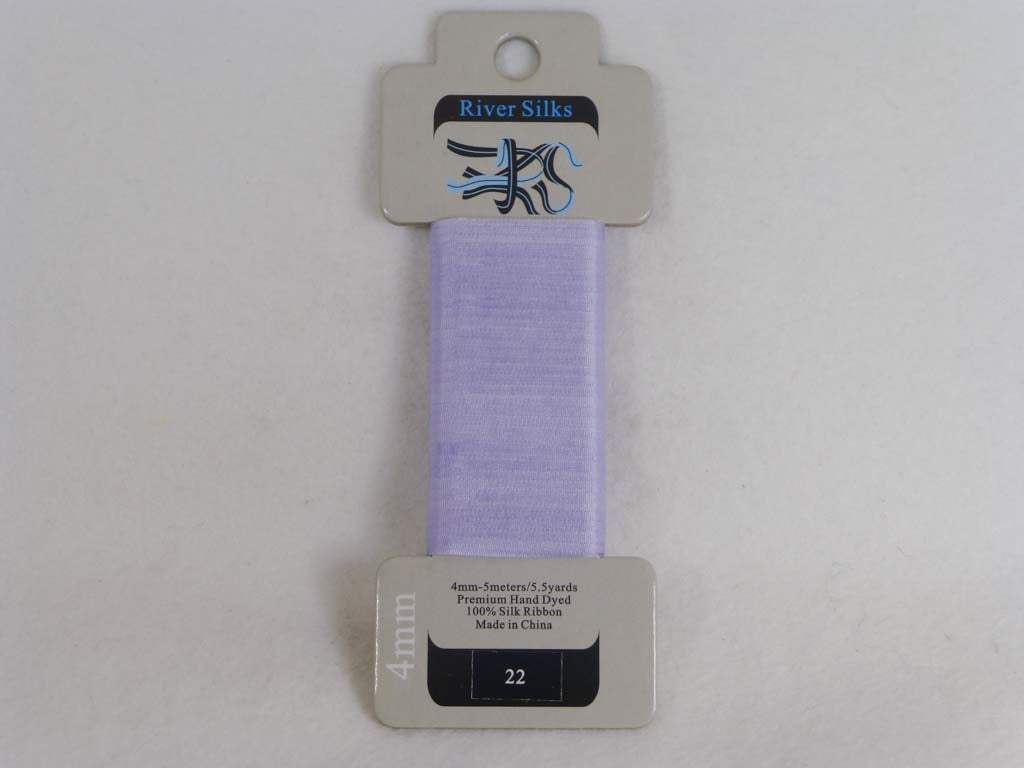 River Silks
4mm-5meters/5.5yards
Premium Hand Dyed
100% Silk Ribbon
Made in China
4mm
22